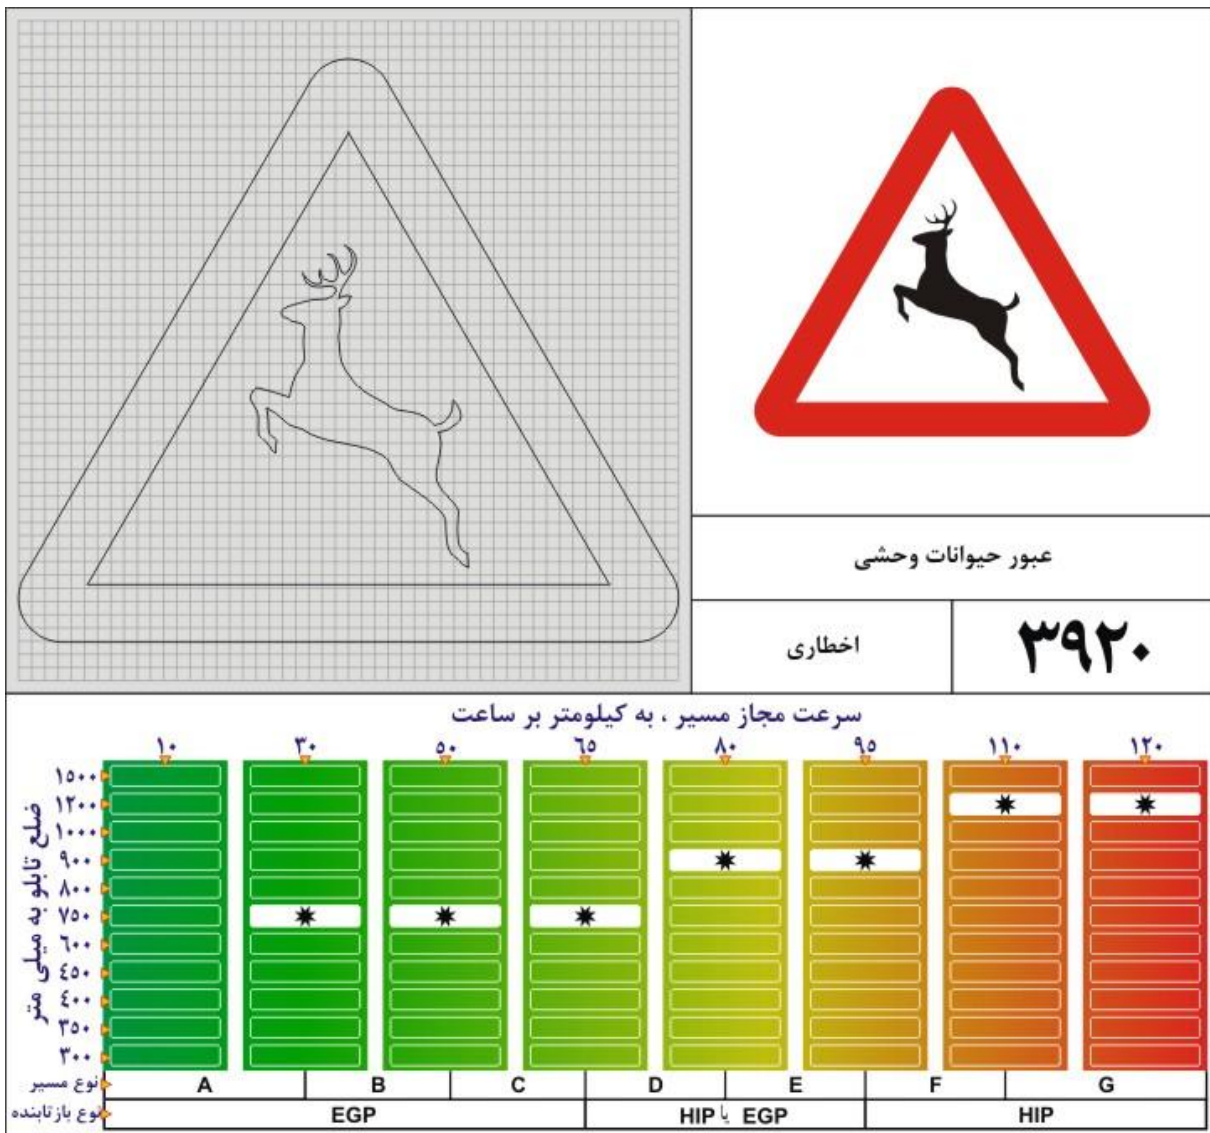 عبور حیوانات وحشی
۳۹۲۰
اخطاری
سرعت مجاز مسیر ، به کیلومتر بر ساعت
۱۰ ۳۰ ۵۰ ۶۵ ۸۰ ۹۵ ۱۱۰ ۱۲۰
ضلع تابلو به میلی متر
۱۵۰۰
۱۲۰۰
۱۰۰۰
۹۰۰
۸۰۰
۷۵۰
۶۰۰
۴۵۰
۴۰۰
۳۵۰
۳۰۰
نوع مسیر A B C D E F G
نوع بازتابنده EGP HIP یا EGP HIP